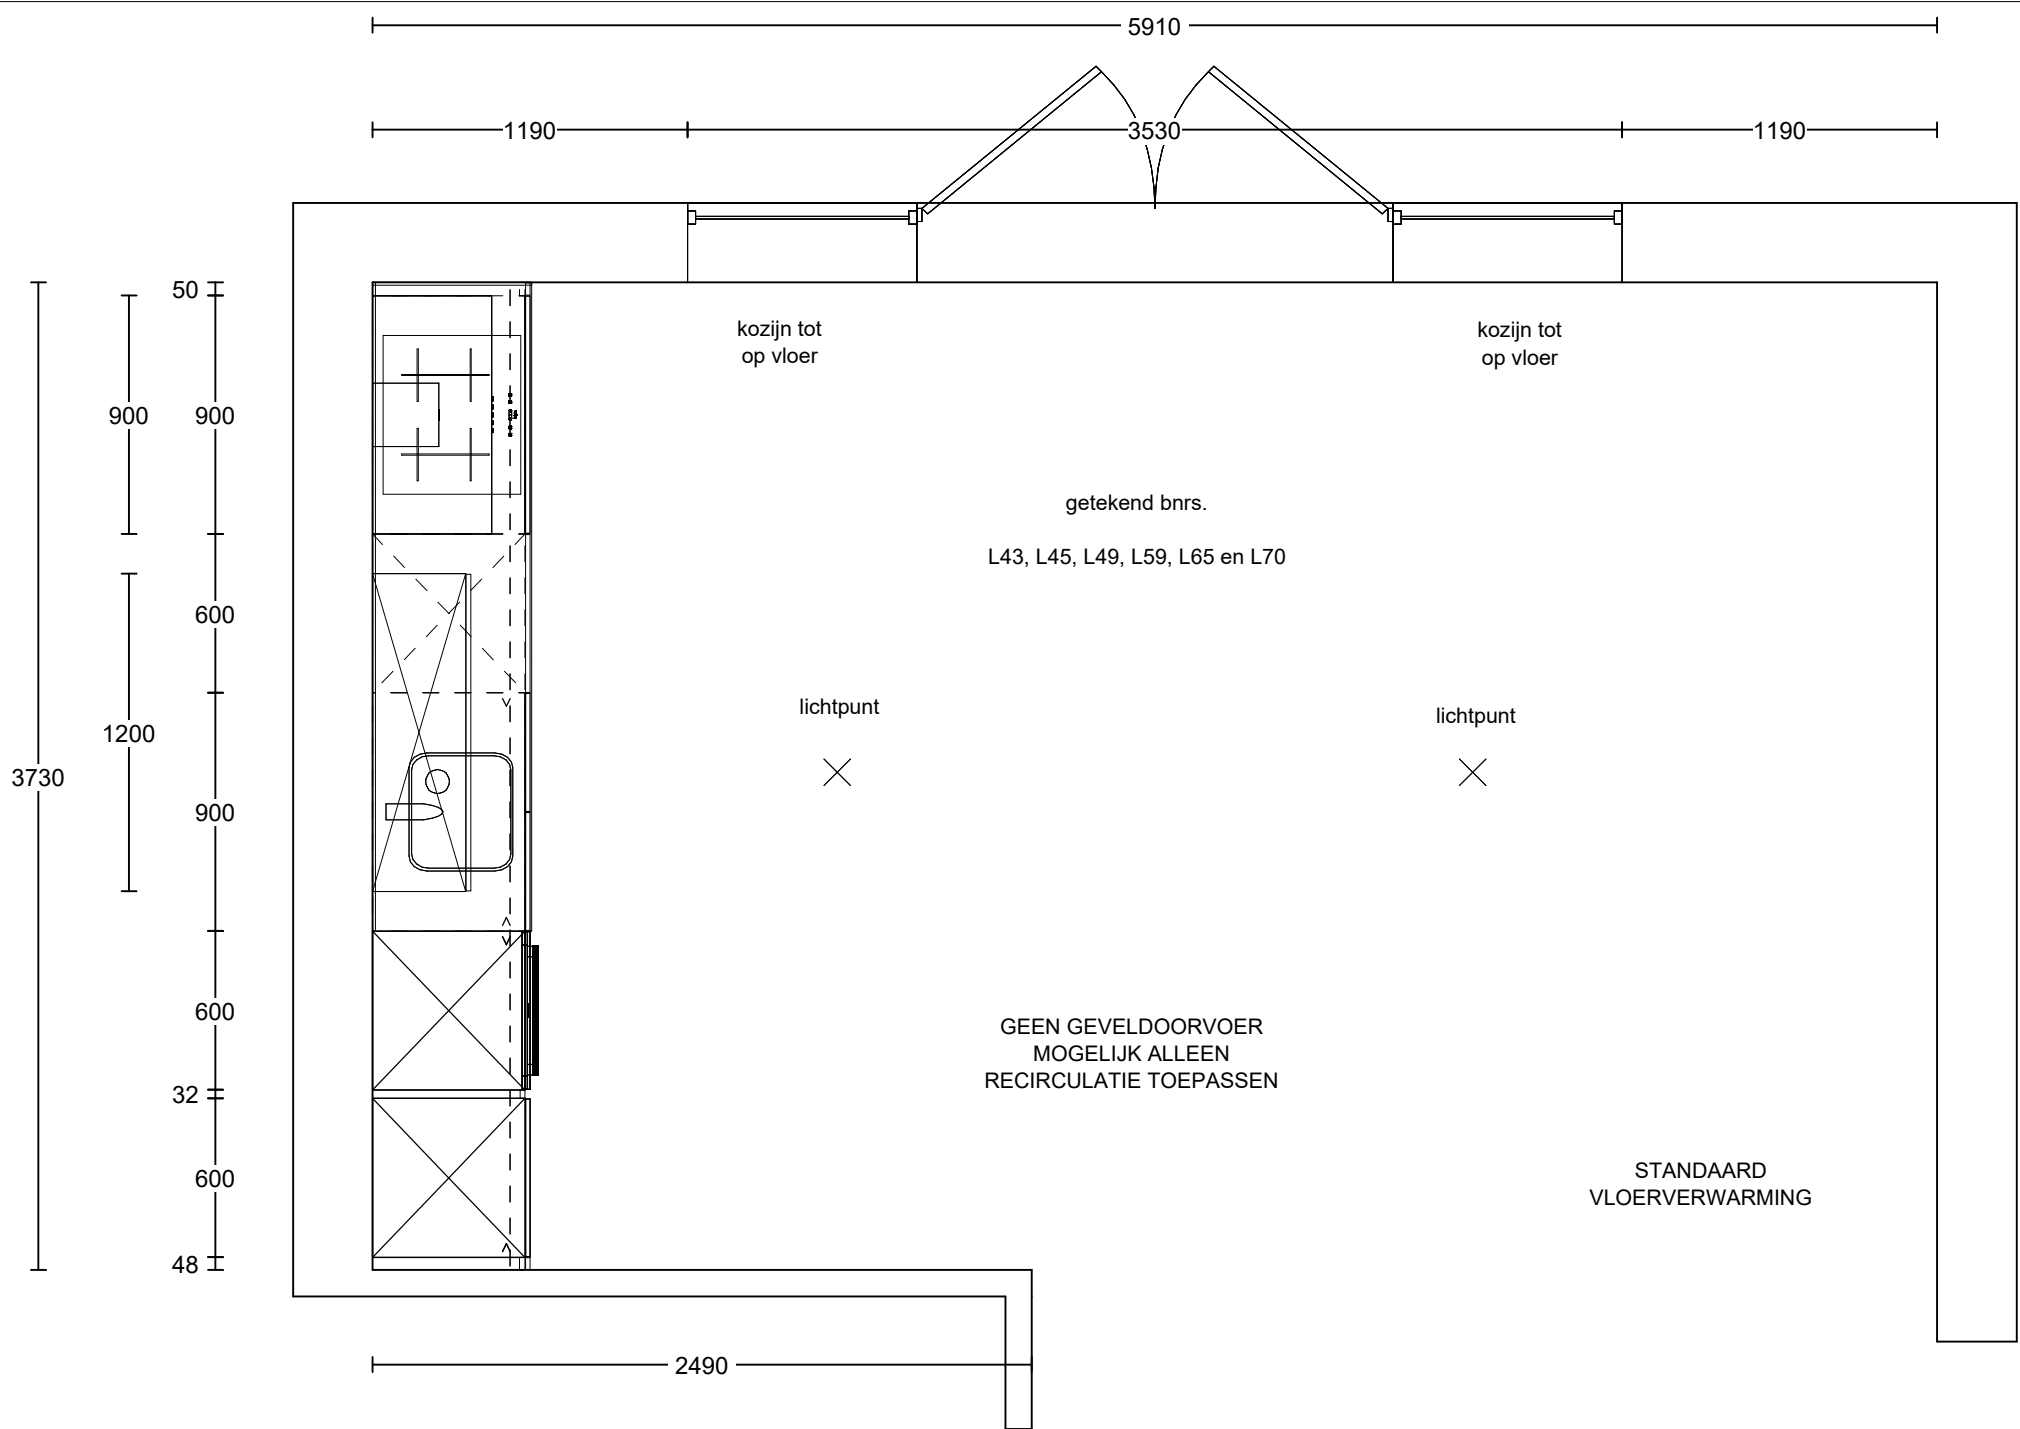 5910
1190
3530
1190
50
kozijn tot
op vloer
kozijn tot
op vloer
900
900
getekend bnrs.
L43, L45, L49, L59, L65 en L70
600
lichtpunt
lichtpunt
1200
3730
900
600
GEEN GEVELDOORVOER
MOGELIJK ALLEEN
RECIRCULATIE TOEPASSEN
32
600
STANDAARD
VLOERVERWARMING
48
2490